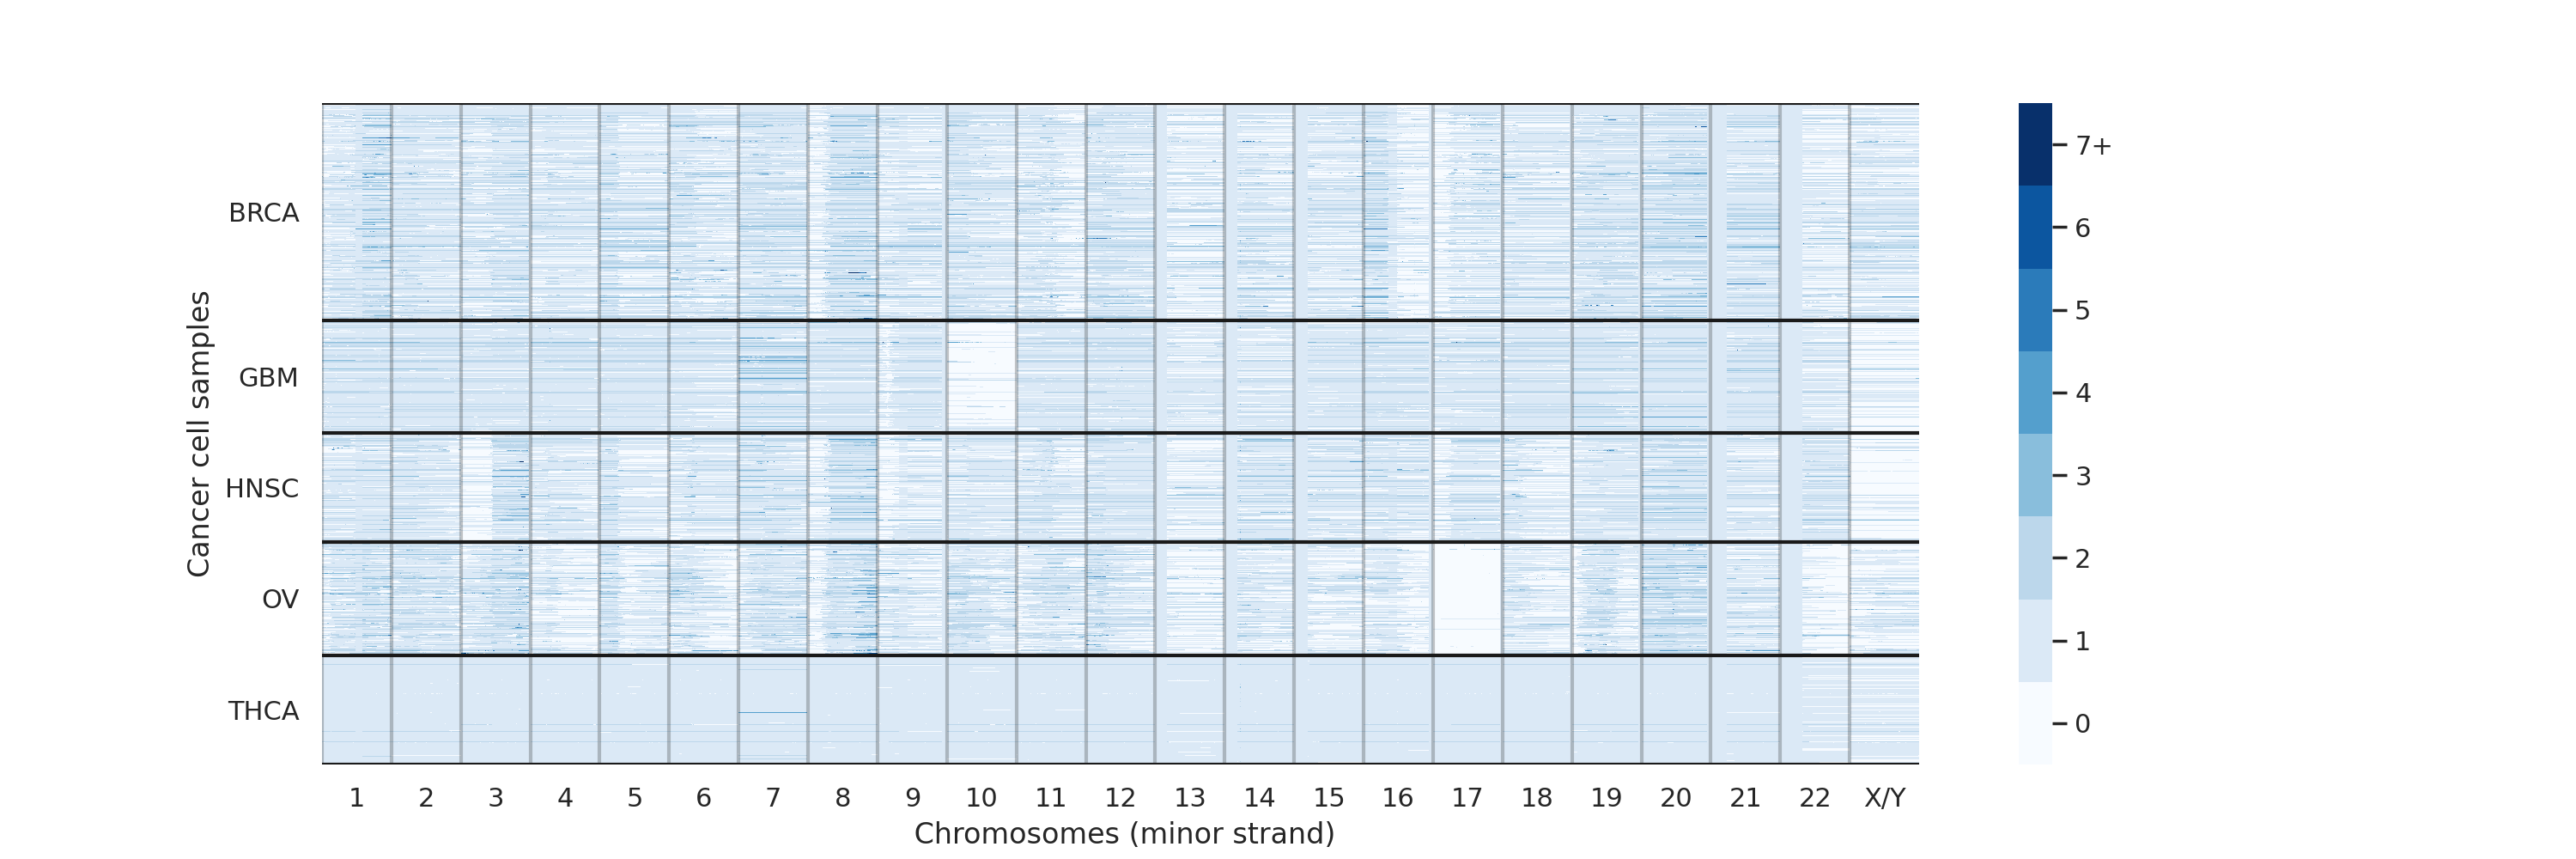 Cancer cell samples
BRCA
GBM
HNSC
OV
THCA
1 2 3 4 5 6 7 8 9 10 11 12 13 14 15 16 17 18 19 20 21 22 X/Y
Chromosomes (minor strand)
7+
6
5
4
3
2
1
0